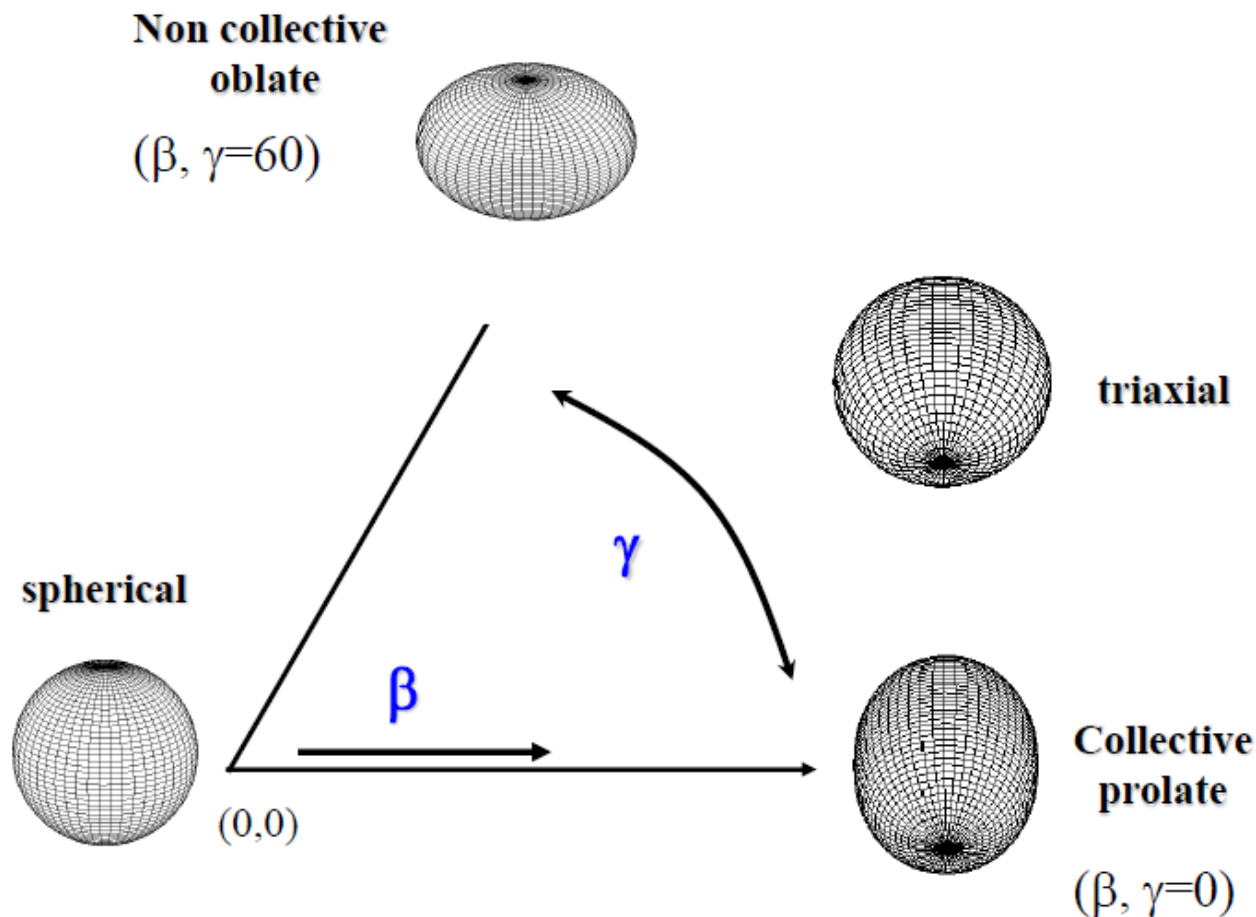 Non collective
oblate
(β, γ=60)
triaxial
γ
spherical
β
(0,0)
Collective
prolate
(β, γ=0)